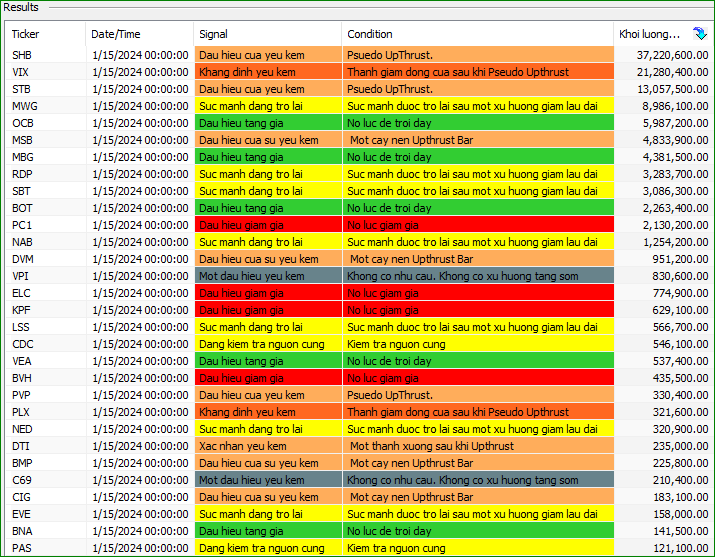 Results
Ticker Date/Time Signal Condition Khoi luong...
SHB 1/15/2024 00:00:00 Dau hieu cua yeu kem Psuedo UpThrust. 37,220,600.00
VIX 1/15/2024 00:00:00 Khang dinh yeu kem Thanh giam dong cua sau khi Pseudo Upthrust 21,280,400.00
STB 1/15/2024 00:00:00 Dau hieu cua yeu kem Psuedo UpThrust. 13,057,500.00
MWG 1/15/2024 00:00:00 Suc manh dang tro lai Suc manh duoc tro lai sau mot xu huong giam lau dai 8,986,100.00
OCB 1/15/2024 00:00:00 Dau hieu tang gia No luc de troi day 5,987,200.00
MSB 1/15/2024 00:00:00 Dau hieu cua su yeu kem Mot cay nen Upthrust Bar 4,833,900.00
MBG 1/15/2024 00:00:00 Dau hieu tang gia No luc de troi day 4,381,500.00
RDP 1/15/2024 00:00:00 Suc manh dang tro lai Suc manh duoc tro lai sau mot xu huong giam lau dai 3,283,700.00
SBT 1/15/2024 00:00:00 Suc manh dang tro lai Suc manh duoc tro lai sau mot xu huong giam lau dai 3,086,300.00
BOT 1/15/2024 00:00:00 Dau hieu tang gia No luc de troi day 2,263,400.00
PC1 1/15/2024 00:00:00 Dau hieu giam gia No luc giam gia 2,130,200.00
NAB 1/15/2024 00:00:00 Suc manh dang tro lai Suc manh duoc tro lai sau mot xu huong giam lau dai 1,254,200.00
DVM 1/15/2024 00:00:00 Dau hieu cua su yeu kem Mot cay nen Upthrust Bar 951,200.00
VPI 1/15/2024 00:00:00 Mot dau hieu yeu kem Khong co nhu cau. Khong co xu huong tang som 830,600.00
ELC 1/15/2024 00:00:00 Dau hieu giam gia No luc giam gia 774,900.00
KPF 1/15/2024 00:00:00 Dau hieu giam gia No luc giam gia 629,100.00
LSS 1/15/2024 00:00:00 Suc manh dang tro lai Suc manh duoc tro lai sau mot xu huong giam lau dai 566,700.00
CDC 1/15/2024 00:00:00 Dang kiem tra nguon cung Kiem tra nguon cung 546,100.00
VEA 1/15/2024 00:00:00 Dau hieu tang gia No luc de troi day 537,400.00
BVH 1/15/2024 00:00:00 Dau hieu giam gia No luc giam gia 435,500.00
PVP 1/15/2024 00:00:00 Dau hieu cua yeu kem Psuedo UpThrust. 330,400.00
PLX 1/15/2024 00:00:00 Khang dinh yeu kem Thanh giam dong cua sau khi Pseudo Upthrust 321,600.00
NED 1/15/2024 00:00:00 Suc manh dang tro lai Suc manh duoc tro lai sau mot xu huong giam lau dai 320,900.00
DTI 1/15/2024 00:00:00 Xac nhan yeu kem Mot thanh xuong sau khi Upthrust 235,000.00
BMP 1/15/2024 00:00:00 Dau hieu cua su yeu kem Mot cay nen Upthrust Bar 225,800.00
C69 1/15/2024 00:00:00 Mot dau hieu yeu kem Khong co nhu cau. Khong co xu huong tang som 210,400.00
CIG 1/15/2024 00:00:00 Dau hieu cua su yeu kem Mot cay nen Upthrust Bar 183,100.00
EVE 1/15/2024 00:00:00 Suc manh dang tro lai Suc manh duoc tro lai sau mot xu huong giam lau dai 158,000.00
BNA 1/15/2024 00:00:00 Dau hieu tang gia No luc de troi day 141,500.00
PAS 1/15/2024 00:00:00 Dang kiem tra nguon cung Kiem tra nguon cung 121,100.00